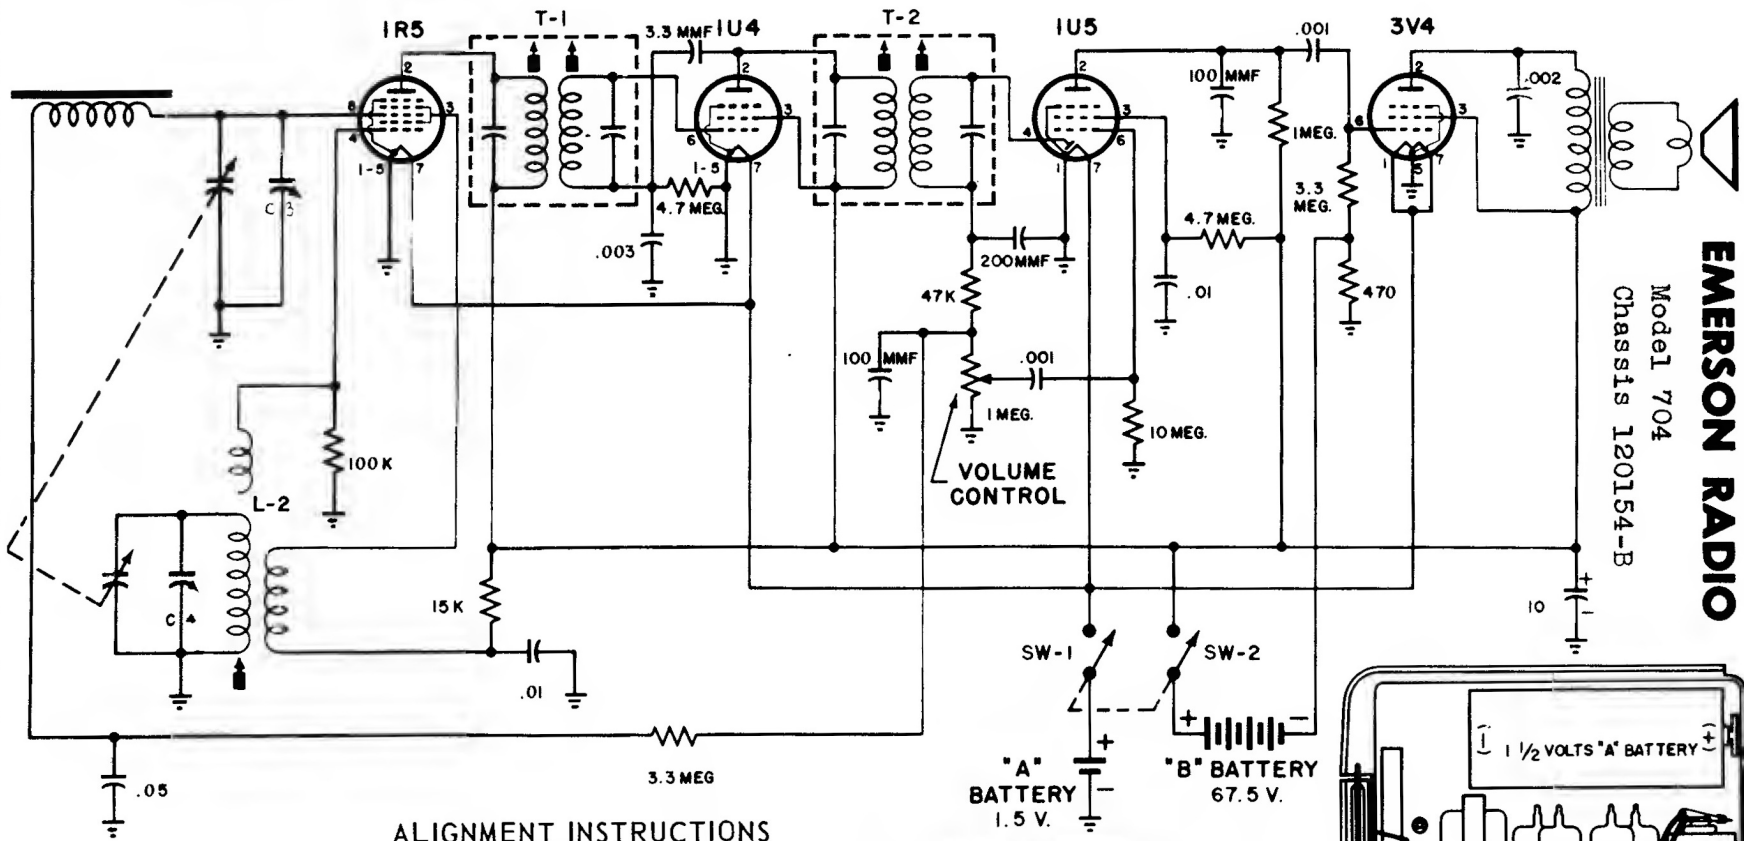 1R5
T-1
3.3 MMF
1U4
T-2
1U5
.001
3V4
2
8
3
4
1-5
7
2
3
6
1-5
7
4.7 MEG.
.003
2
3
6
4
1
7
200MMF
100 MMF
1 MEG.
4.7 MEG.
.01
2
3
6
1
5
7
3.3
MEG.
470
.002
C 3
47K
100 MMF
.001
1 MEG.
10 MEG.
VOLUME
CONTROL
100 K
L-2
C 4
15 K
.01
SW-1
SW-2
10
+
-
.05
3.3 MEG
"A"
BATTERY
1.5 V.
+
-
+
-
"B" BATTERY
67.5 V.
EMERSON RADIO
Model 704
Chassis 120154-B
(-)
1 1/2 VOLTS "A" BATTERY
(+)
ALIGNMENT INSTRUCTIONS